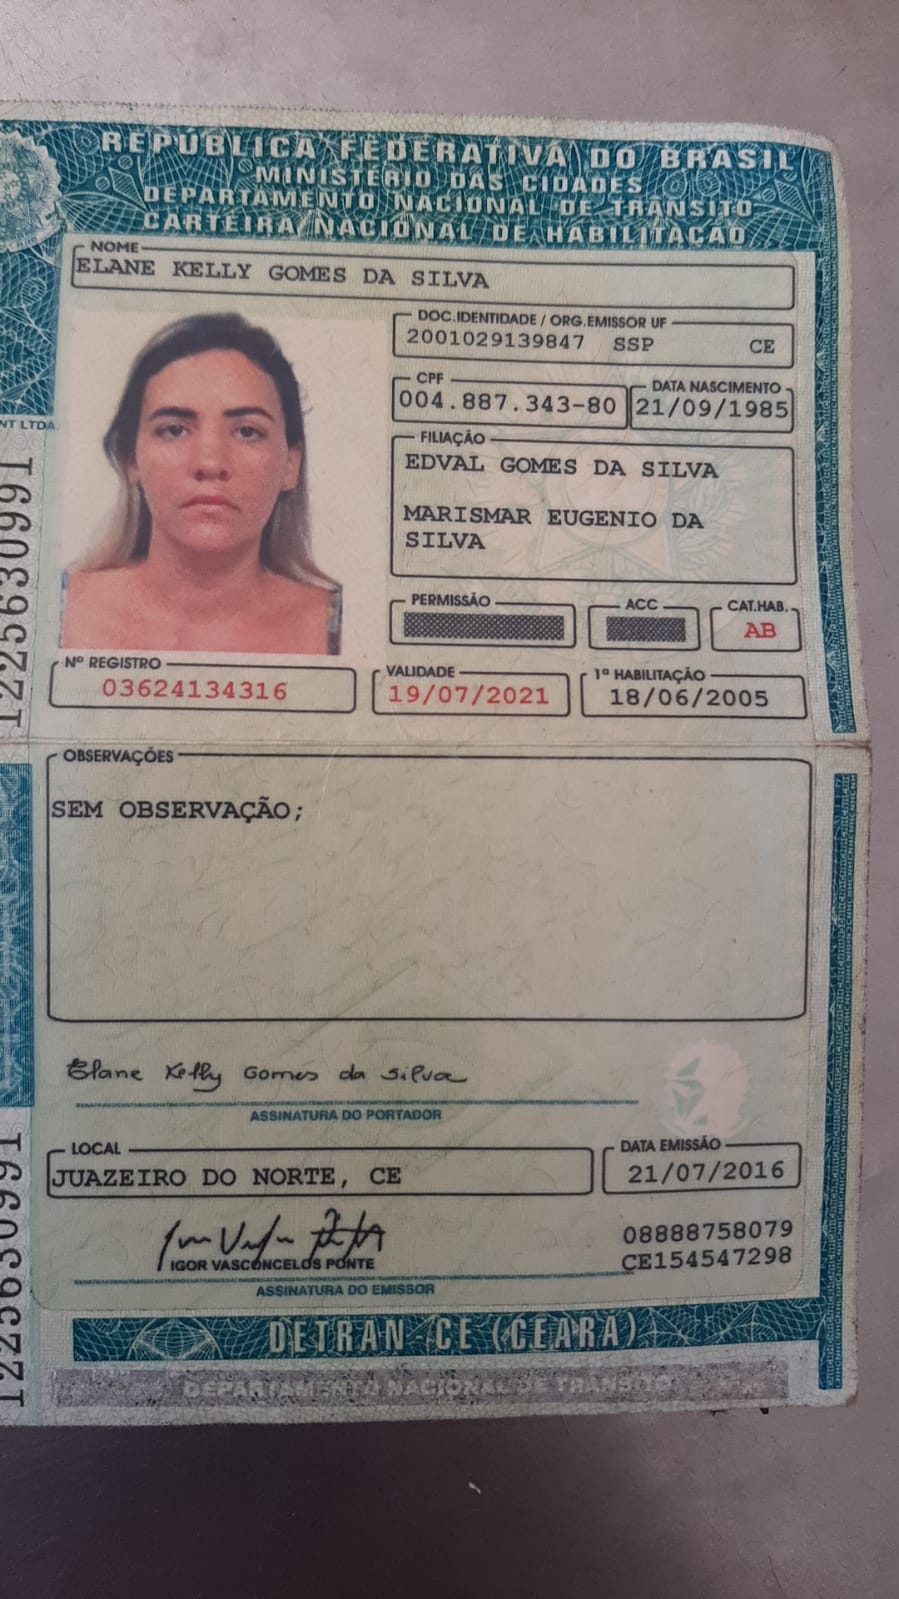 REPÚBLICA FEDERATIVA DO BRASIL
MINISTÉRIO DAS CIDADES
DEPARTAMENTO NACIONAL DE TRÂNSITO
CARTEIRA NACIONAL DE HABILITAÇÃO
NOME
ELANE KELLY GOMES DA SILVA
DOC.IDENTIDADE / ORG.EMISSOR UF
2001029139847 SSP CE
CPF DATA NASCIMENTO
004.887.343-80 21/09/1985
FILIAÇÃO
EDVAL GOMES DA SILVA
MARISMAR EUGENIO DA
SILVA
PERMISSÃO ACC CAT.HAB.
AB
Nº REGISTRO VALIDADE 1ª HABILITAÇÃO
03624134316 19/07/2021 18/06/2005
OBSERVAÇÕES
SEM OBSERVAÇÃO;
Elane Kelly Gomes da Silva
ASSINATURA DO PORTADOR
LOCAL DATA EMISSÃO
JUAZEIRO DO NORTE, CE 21/07/2016
08888758079
IGOR VASCONCELOS PONTE CE154547298
ASSINATURA DO EMISSOR
DETRAN-CE (CEARÁ)
DEPARTAMENTO NACIONAL DE TRÂNSITO
NT LTDA.
1225630991
1225630991